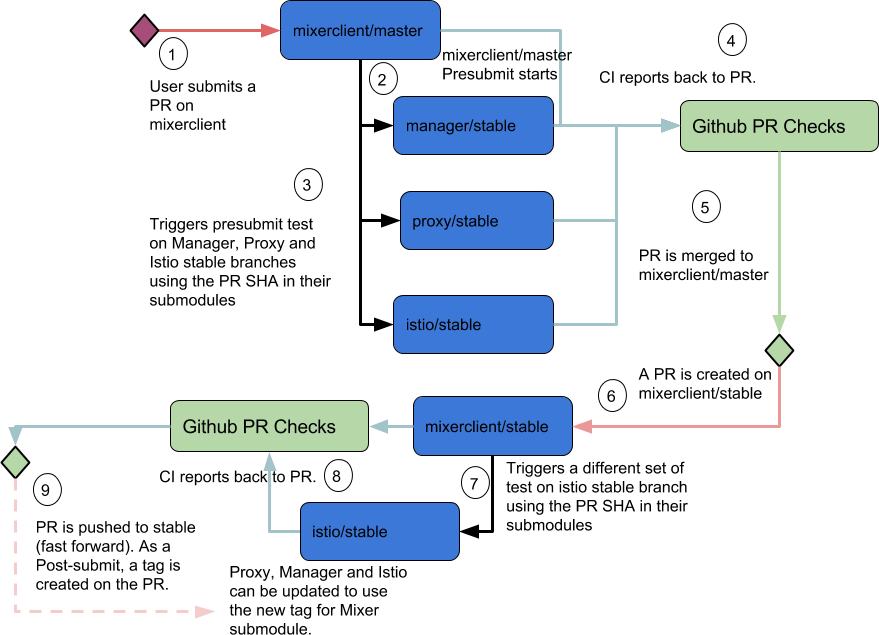 1
User submits a
PR on
mixerclient
mixerclient/master
2
mixerclient/master
Presubmit starts
manager/stable
3
Triggers presubmit test
on Manager, Proxy and
Istio stable branches
using the PR SHA in their
submodules
proxy/stable
istio/stable
4
CI reports back to PR.
Github PR Checks
5
PR is merged to
mixerclient/master
6
A PR is created on
mixerclient/stable
mixerclient/stable
7
Triggers a different set of
test on istio stable branch
using the PR SHA in their
submodules
istio/stable
Github PR Checks
CI reports back to PR.
8
9
PR is pushed to stable
(fast forward). As a
Post-submit, a tag is
created on the PR.
Proxy, Manager and Istio
can be updated to use
the new tag for Mixer
submodule.